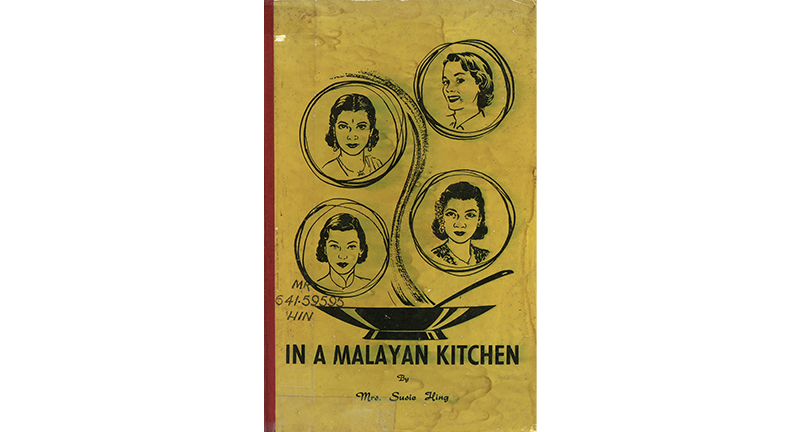 MR
641.59595
HIN
IN A MALAYAN KITCHEN
By
Mrs. Susie Hing